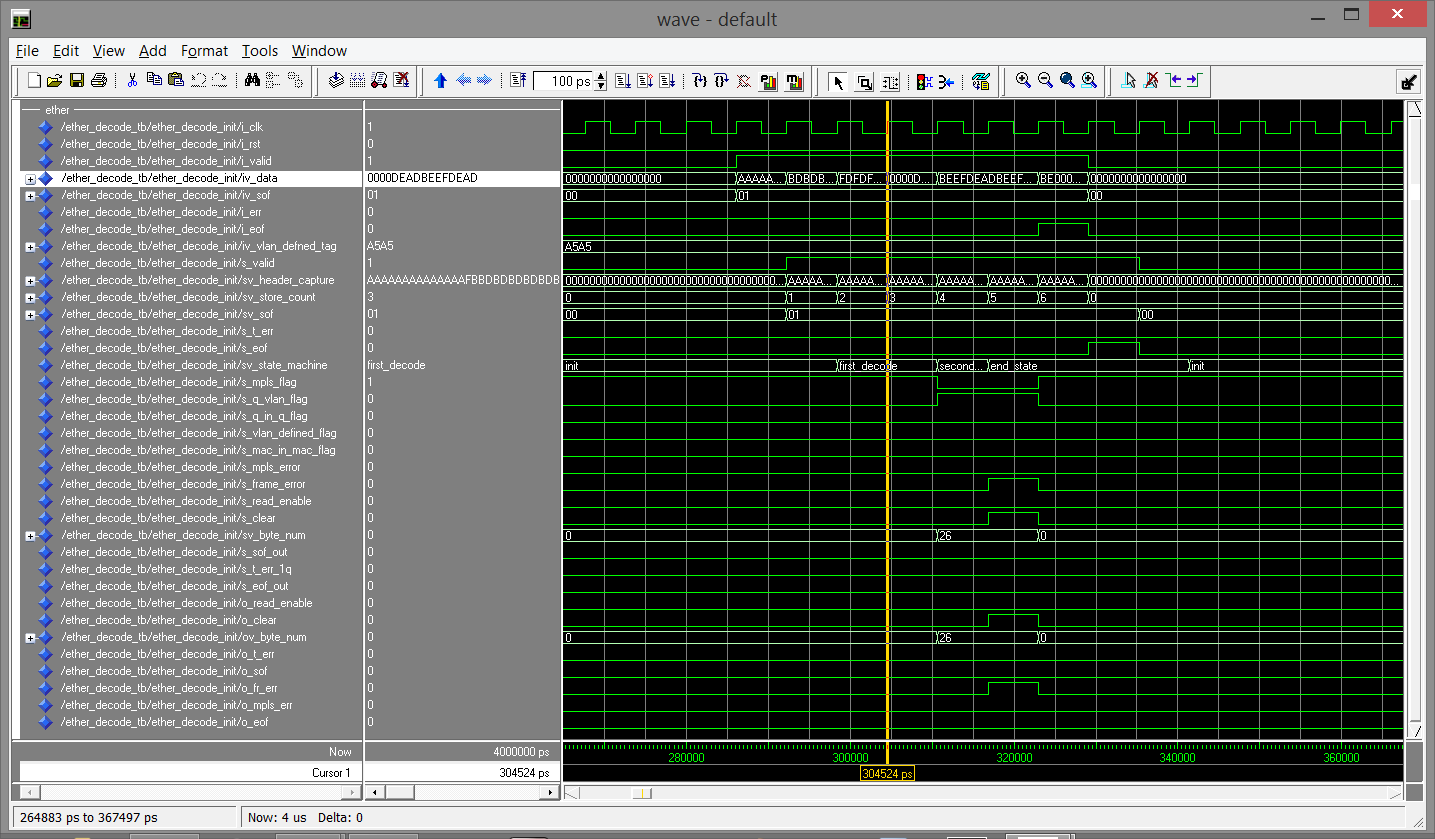 wave - default
File Edit View Add Format Tools Window
100 ps
ether
/ether_decode_tb/ether_decode_init/i_clk 1
/ether_decode_tb/ether_decode_init/i_rst 0
/ether_decode_tb/ether_decode_init/i_valid 1
/ether_decode_tb/ether_decode_init/iv_data 0000DEADBEEFDEAD 0000000000000000 AAAAA... BDBDB... FDFDF... 0000D... BEEFDEADBEEF... BE000... 0000000000000000
/ether_decode_tb/ether_decode_init/iv_sof 01 00 01 00
/ether_decode_tb/ether_decode_init/i_err 0
/ether_decode_tb/ether_decode_init/i_eof 0
/ether_decode_tb/ether_decode_init/iv_vlan_defned_tag A5A5 A5A5
/ether_decode_tb/ether_decode_init/s_valid 1
/ether_decode_tb/ether_decode_init/sv_header_capture AAAAA... AAAAA... AAAAA... AAAAA... AAAAA... AAAAA...
/ether_decode_tb/ether_decode_init/sv_store_count 3 0 1 2 3 4 5 6 0
/ether_decode_tb/ether_decode_init/sv_sof 01 00 01 00
/ether_decode_tb/ether_decode_init/s_t_err 0
/ether_decode_tb/ether_decode_init/s_eof 0
/ether_decode_tb/ether_decode_init/sv_state_machine first_decode init first_decode second... end_state init
/ether_decode_tb/ether_decode_init/s_mpls_flag 1
/ether_decode_tb/ether_decode_init/s_q_vlan_flag 0
/ether_decode_tb/ether_decode_init/s_q_in_q_flag 0
/ether_decode_tb/ether_decode_init/s_vlan_defined_flag 0
/ether_decode_tb/ether_decode_init/s_mac_in_mac_flag 0
/ether_decode_tb/ether_decode_init/s_mpls_error 0
/ether_decode_tb/ether_decode_init/s_frame_error 0
/ether_decode_tb/ether_decode_init/s_read_enable 0
/ether_decode_tb/ether_decode_init/s_clear 0
/ether_decode_tb/ether_decode_init/sv_byte_num 0 0 26 0
/ether_decode_tb/ether_decode_init/s_sof_out 0
/ether_decode_tb/ether_decode_init/s_t_err_1q 0
/ether_decode_tb/ether_decode_init/s_eof_out 0
/ether_decode_tb/ether_decode_init/o_read_enable 0
/ether_decode_tb/ether_decode_init/o_clear 0
/ether_decode_tb/ether_decode_init/ov_byte_num 0 0 26 0
/ether_decode_tb/ether_decode_init/o_t_err 0
/ether_decode_tb/ether_decode_init/o_sof 0
/ether_decode_tb/ether_decode_init/o_fr_err 0
/ether_decode_tb/ether_decode_init/o_mpls_err 0
/ether_decode_tb/ether_decode_init/o_eof 0
Now 4000000 ps 280000 300000 320000 340000 360000
Cursor 1 304524 ps 304524 ps
264883 ps to 367497 ps Now: 4 us Delta: 0